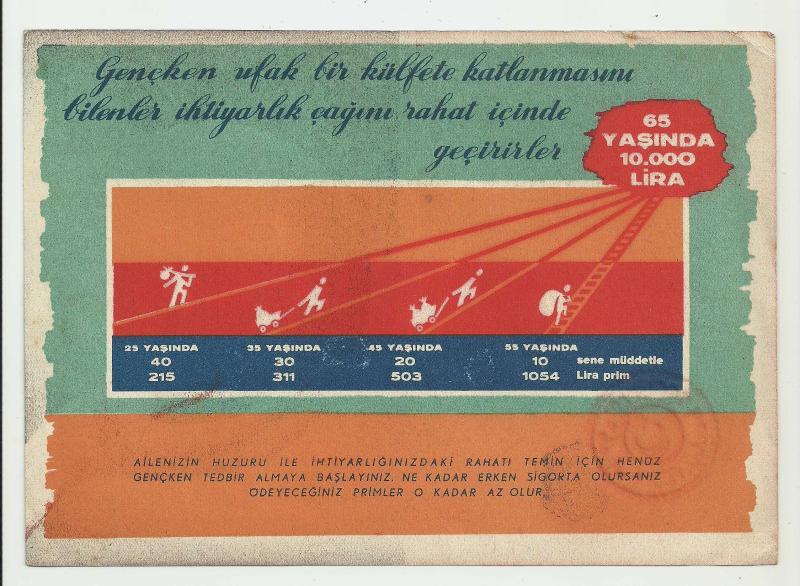 Gençken ufak bir külfete katlanmasını
bilenler ihtiyarlık çağını rahat içinde
geçirirler
65
YAŞINDA
10.000
LİRA
25 YAŞINDA 35 YAŞINDA 45 YAŞINDA 55 YAŞINDA
40 30 20 10 sene müddetle
215 311 503 1054 Lira prim
AİLENİZİN HUZURU İLE İHTİYARLIĞINIZDAKİ RAHATI TEMİN İÇİN HENÜZ
GENÇKEN TEDBİR ALMAYA BAŞLAYINIZ. NE KADAR ERKEN SİGORTA OLURSANIZ
ÖDEYECEĞİNİZ PRİMLER O KADAR AZ OLUR.